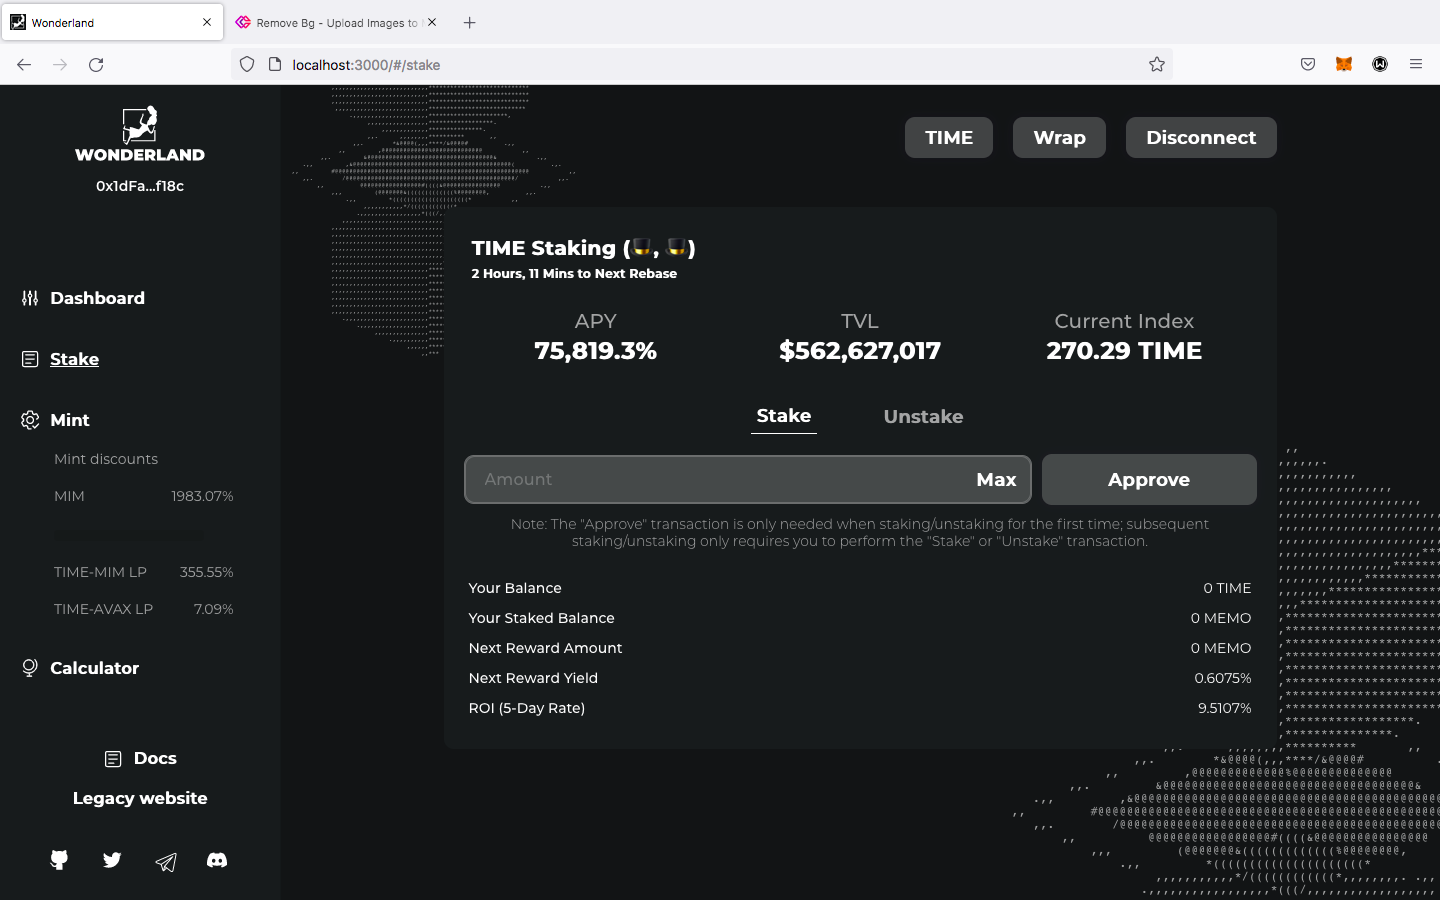 Wonderland
Remove Bg - Upload Images to
localhost:3000/#/stake
WONDERLAND
0x1dFa...f18c
TIME
Wrap
Disconnect
Dashboard
Stake
Mint
Mint discounts
MIM 1983.07%
TIME-MIM LP 355.55%
TIME-AVAX LP 7.09%
Calculator
Docs
Legacy website
TIME Staking (🎩, 🎩)
2 Hours, 11 Mins to Next Rebase
APY
75,819.3%
TVL
$562,627,017
Current Index
270.29 TIME
Stake
Unstake
Amount
Max
Approve
Note: The "Approve" transaction is only needed when staking/unstaking for the first time; subsequent
staking/unstaking only requires you to perform the "Stake" or "Unstake" transaction.
Your Balance 0 TIME
Your Staked Balance 0 MEMO
Next Reward Amount 0 MEMO
Next Reward Yield 0.6075%
ROI (5-Day Rate) 9.5107%